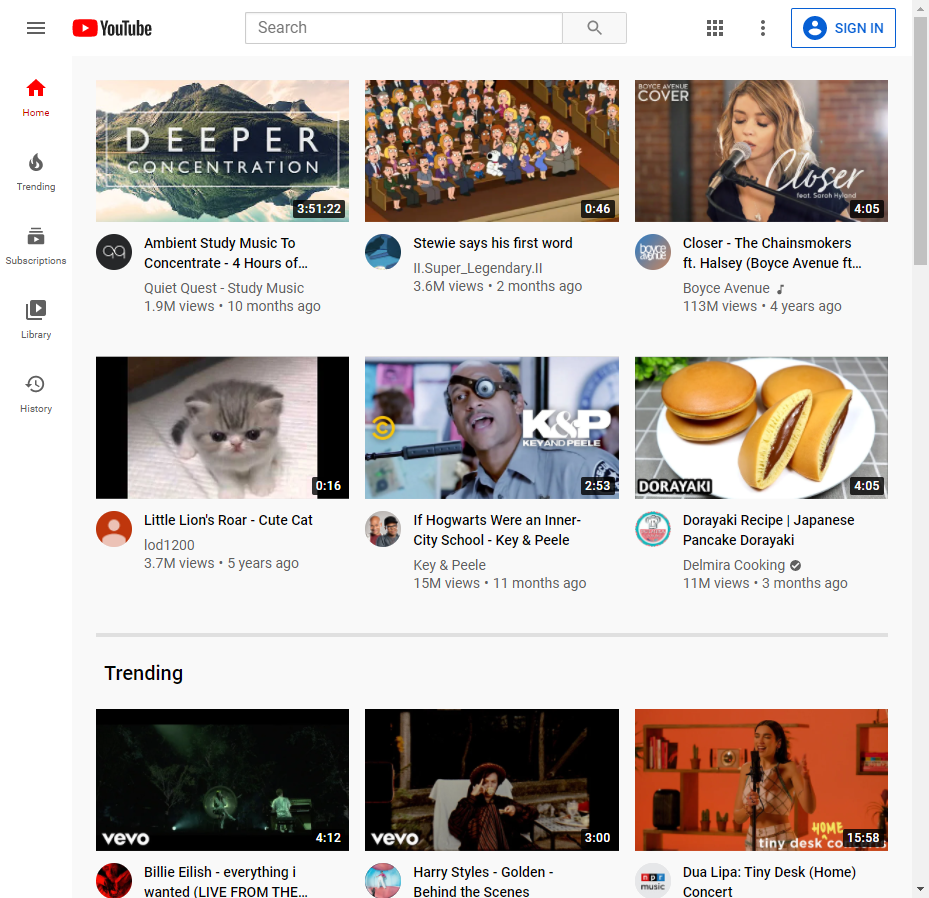 YouTube
Search
SIGN IN
Home
Trending
Subscriptions
Library
History
DEEPER
CONCENTRATION
3:51:22
Ambient Study Music To
Concentrate - 4 Hours of...
Quiet Quest - Study Music
1.9M views • 10 months ago
0:46
Stewie says his first word
II.Super_Legendary.II
3.6M views • 2 months ago
BOYCE AVENUE
COVER
Closer
feat. Sarah Hyland
4:05
boyce
avenue
Closer - The Chainsmokers
ft. Halsey (Boyce Avenue ft...
Boyce Avenue
113M views • 4 years ago
0:16
Little Lion's Roar - Cute Cat
lod1200
3.7M views • 5 years ago
K&P
KEY AND PEELE
2:53
If Hogwarts Were an Inner-
City School - Key & Peele
Key & Peele
15M views • 11 months ago
DORAYAKI
4:05
Dorayaki Recipe | Japanese
Pancake Dorayaki
Delmira Cooking
11M views • 3 months ago
Trending
vevo
4:12
Billie Eilish - everything i
wanted (LIVE FROM THE...
vevo
3:00
Harry Styles - Golden -
Behind the Scenes
HOME
tiny desk concert
15:58
npr
music
Dua Lipa: Tiny Desk (Home)
Concert